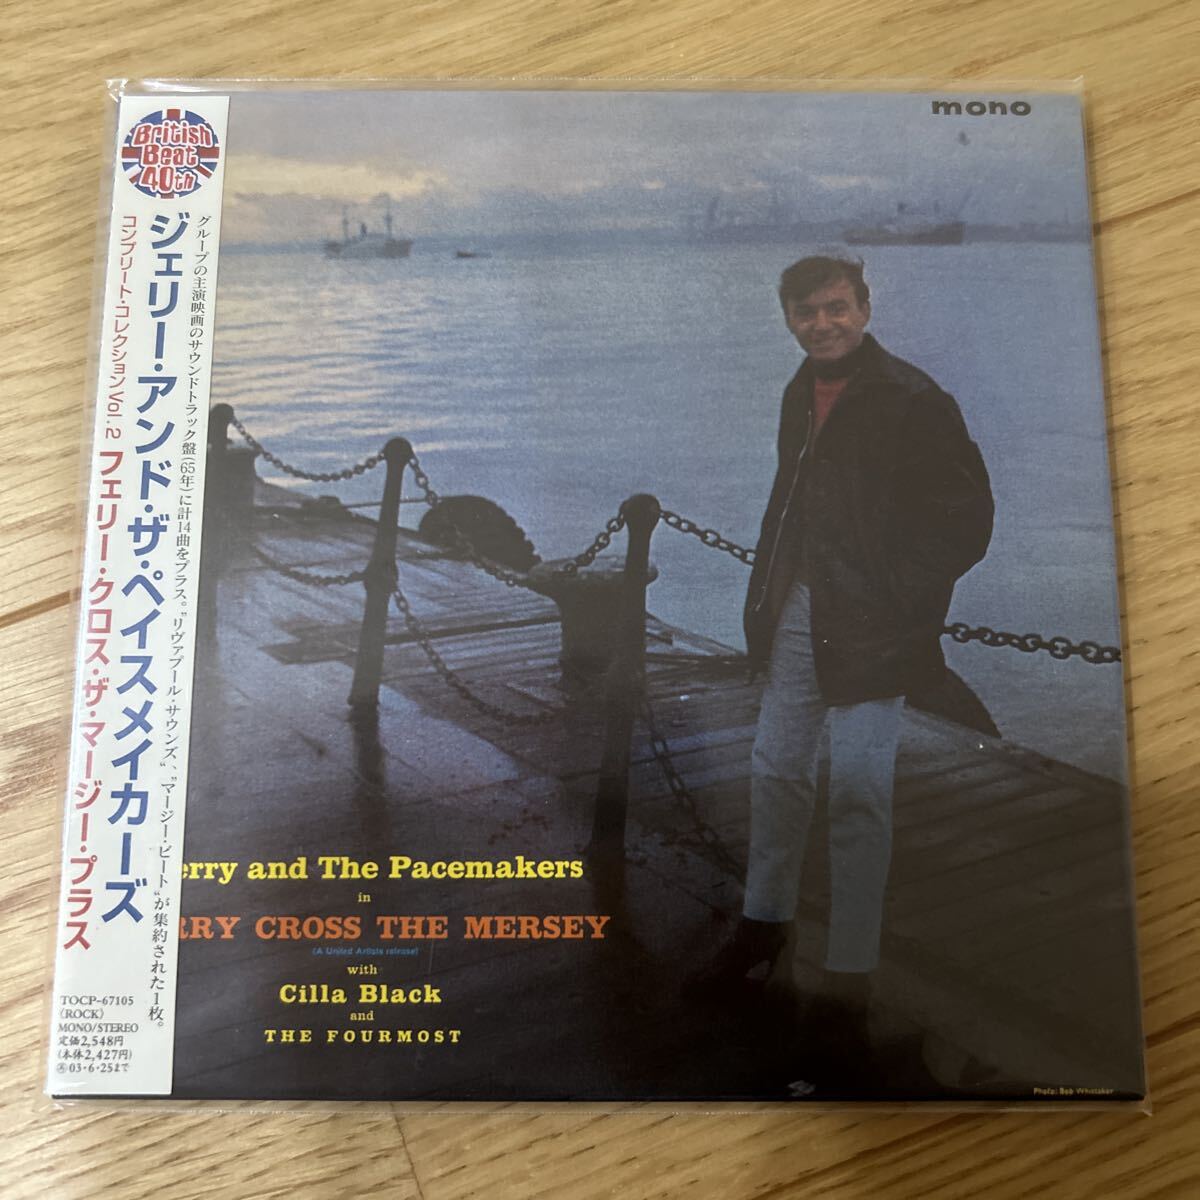 British
Beat
40th
グループの主演映画のサウンドトラック盤(65年)に計14曲をプラス。"リヴァプール・サウンズ"、"マージー・ビート"が集約された1枚。
ジェリー・アンド・ザ・ペイスメイカーズ
コンプリート・コレクションVol.2 フェリー・クロス・ザ・マージー・プラス
TOCP-67105
(ROCK)
MONO/STEREO
定価2,548円
(本体2,427円)
03・6・25まで
mono
erry and The Pacemakers
in
RRY CROSS THE MERSEY
(A United Artists release)
with
Cilla Black
and
THE FOURMOST
Photo: Bob Whitaker